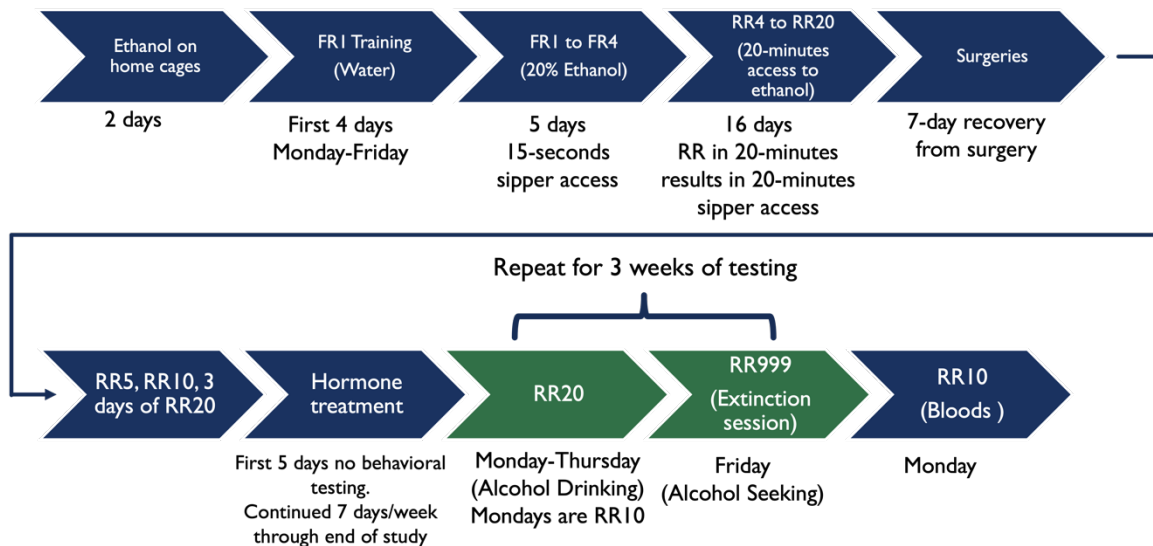 Ethanol on
home cages
2 days
FR1 Training
(Water)
First 4 days
Monday-Friday
FR1 to FR4
(20% Ethanol)
5 days
15-seconds
sipper access
RR4 to RR20
(20-minutes
access to
ethanol)
16 days
RR in 20-minutes
results in 20-minutes
sipper access
Surgeries
7-day recovery
from surgery
Repeat for 3 weeks of testing
RR5, RR10, 3
days of RR20
Hormone
treatment
First 5 days no behavioral
testing.
Continued 7 days/week
through end of study
RR20
Monday-Thursday
(Alcohol Drinking)
Mondays are RR10
RR999
(Extinction
session)
Friday
(Alcohol Seeking)
RR10
(Bloods )
Monday